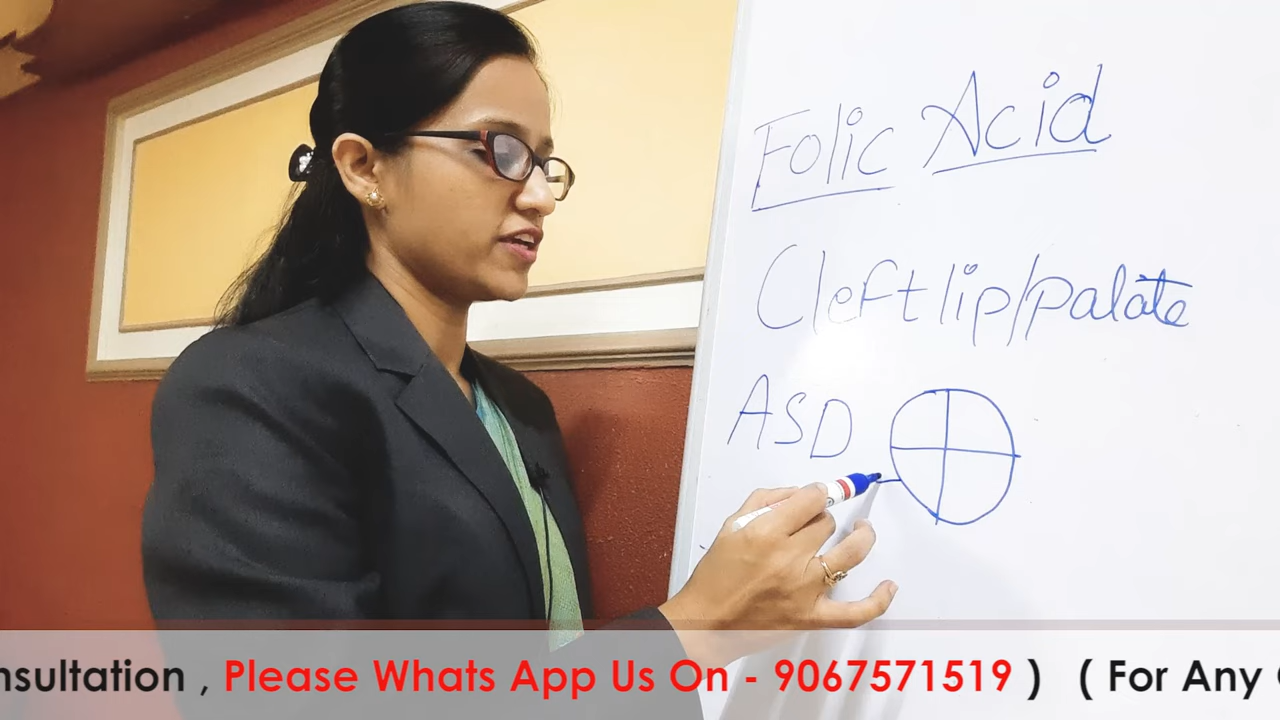 Folic Acid
Cleft lip/palate
ASD
nsultation , Please Whats App Us On - 9067571519 ) ( For Any